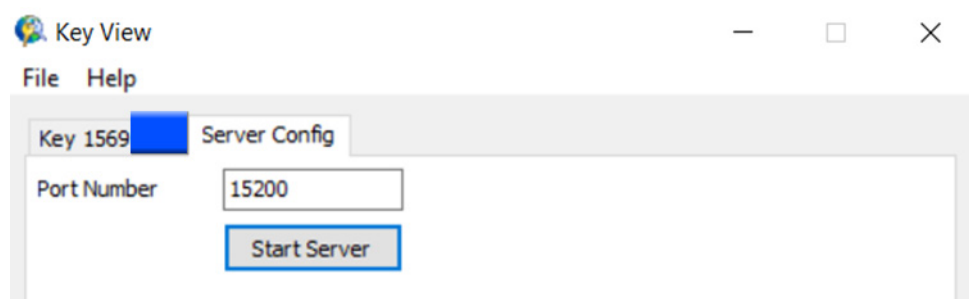 Key View
File Help
Key 1569 Server Config
Port Number 15200
Start Server